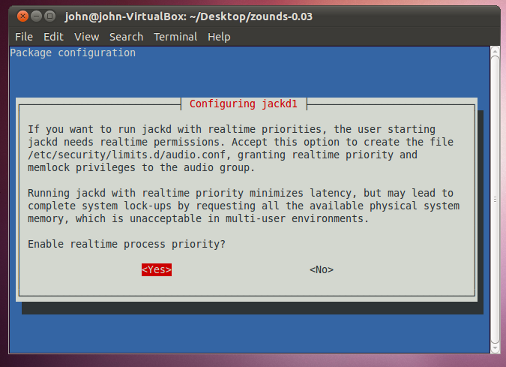 john@john-VirtualBox: ~/Desktop/zounds-0.03
File Edit View Search Terminal Help
Package configuration
Configuring jackd1
If you want to run jackd with realtime priorities, the user starting
jackd needs realtime permissions. Accept this option to create the file
/etc/security/limits.d/audio.conf, granting realtime priority and
memlock privileges to the audio group.
Running jackd with realtime priority minimizes latency, but may lead to
complete system lock-ups by requesting all the available physical system
memory, which is unacceptable in multi-user environments.
Enable realtime process priority?
<Yes> <No>